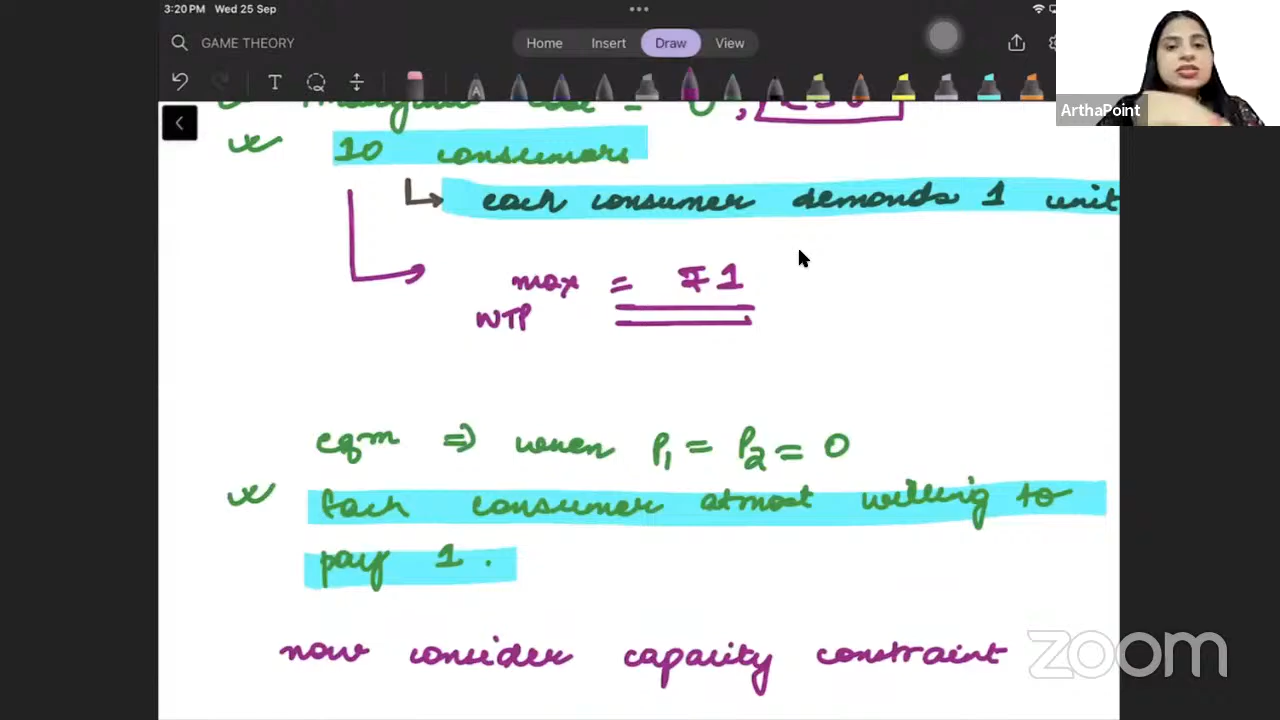 3:20 PM Wed 25 Sep
GAME THEORY
Home Insert Draw View
ArthaPoint
= 0 ,
10 consumers
each consumer demands 1 unit
max = ₹1
WTP
eqm ⇒ when P₁ = P₂ = 0
Each consumer atmost willing to
pay 1 .
now consider capacity constraint
zoom